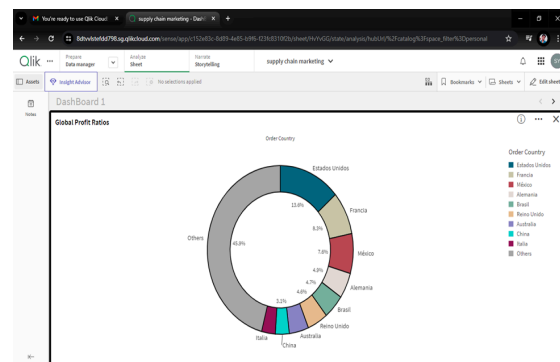 You're ready to use Qlik Cloud
supply chain marketing - Dashb
Qlik
Prepare
Data manager
Analyze
Sheet
Narrate
Storytelling
supply chain marketing
Assets
Insight Advisor
No selections applied
Bookmarks
Sheets
Edit sheet
Notes
DashBoard 1
Global Profit Ratios
Order Country
Estados Unidos
Francia
México
Alemania
Brasil
Reino Unido
Australia
China
Italia
Others
13.6%
8.3%
7.8%
4.9%
4.7%
4.6%
3.1%
45.9%
Order Country
Estados Unidos
Francia
México
Alemania
Brasil
Reino Unido
Australia
China
Italia
Others